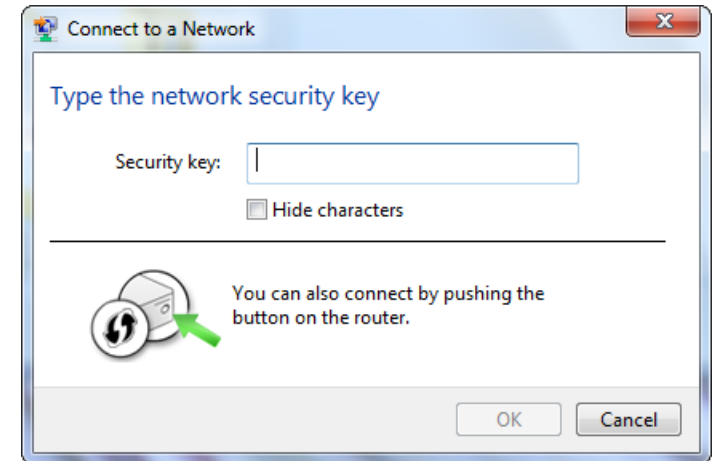 Connect to a Network
Type the network security key
Security key:
Hide characters
You can also connect by pushing the
button on the router.
OK Cancel